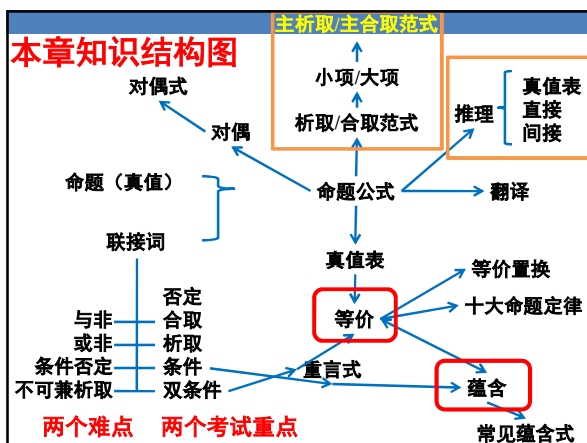 主析取/主合取范式
本章知识结构图
小项/大项
对偶式
析取/合取范式
推理
真值表
直接
间接
对偶
命题（真值）
命题公式
翻译
联接词
真值表
等价置换
否定
与非
合取
等价
十大命题定律
或非
析取
条件否定
条件
重言式
不可兼析取
双条件
蕴含
两个难点
两个考试重点
常见蕴含式